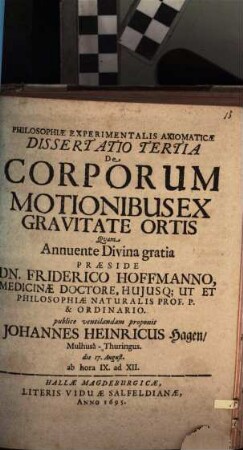 13
PHILOSOPHIÆ EXPERIMENTALIS AXIOMATICÆ
DISSERTATIO TERTIA
De
CORPORUM
MOTIONIBUS EX
GRAVITATE ORTIS
Quam
Annuente Divina gratia
PRÆSIDE
DN. FRIDERICO HOFFMANNO,
MEDICINÆ DOCTORE, HUJUSQ; UT ET
PHILOSOPHIÆ NATURALIS PROF. P.
& ORDINARIO.
publice ventilandam proponit
JOHANNES HEINRICUS Hagen/
Mulhusâ-Thuringus.
die 17. August.
ab hora IX. ad XII.
HALLÆ MAGDEBURGICÆ,
LITERIS VIDUÆ SALFELDIANÆ,
ANNO 1695.